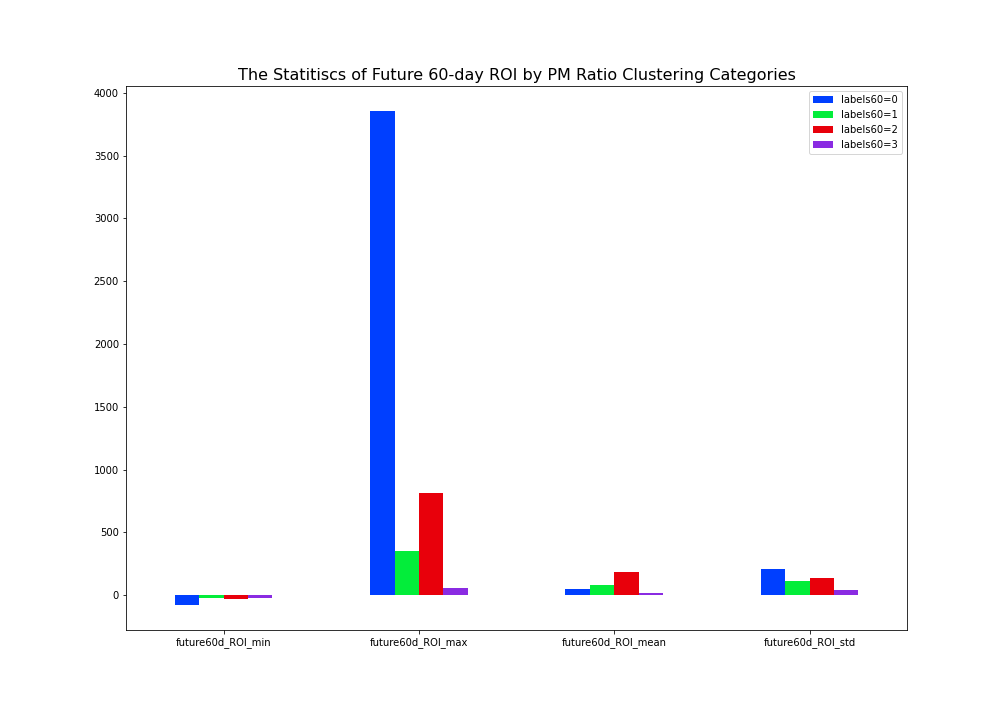 The Statitiscs of Future 60-day ROI by PM Ratio Clustering Categories
labels60=0
labels60=1
labels60=2
labels60=3
4000
3500
3000
2500
2000
1500
1000
500
0
future60d_ROI_min
future60d_ROI_max
future60d_ROI_mean
future60d_ROI_std